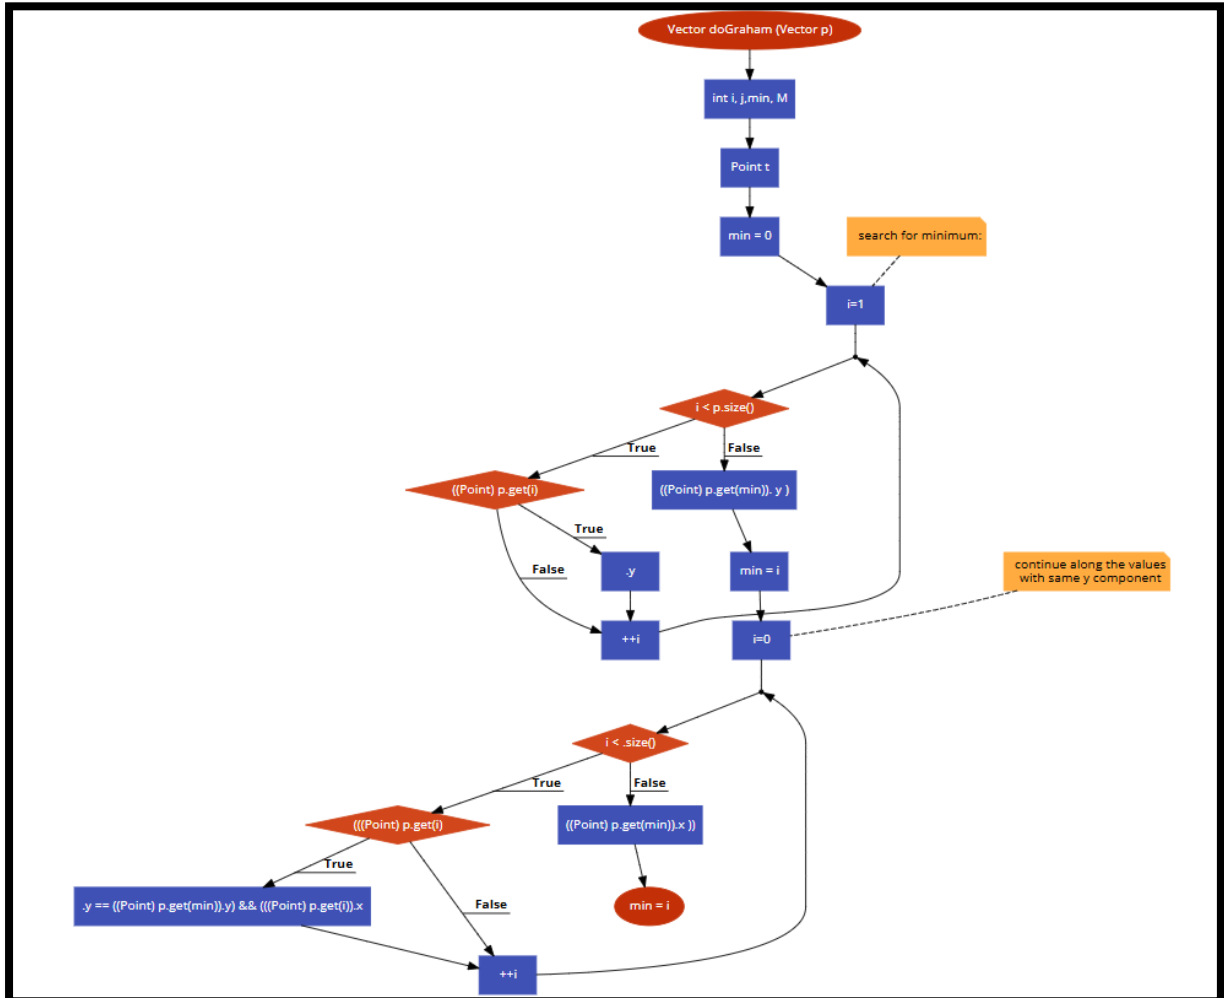 Vector doGraham (Vector p)
int i, j,min, M
Point t
min = 0
search for minimum:
i=1
i < p.size()
True
False
((Point) p.get(i)
((Point) p.get(min)). y )
True
False
.y
min = i
continue along the values
with same y component
++i
i=0
i < .size()
True
False
(((Point) p.get(i)
((Point) p.get(min)).x ))
True
False
.y == ((Point) p.get(min)).y) && (((Point) p.get(i)).x
min = i
++i